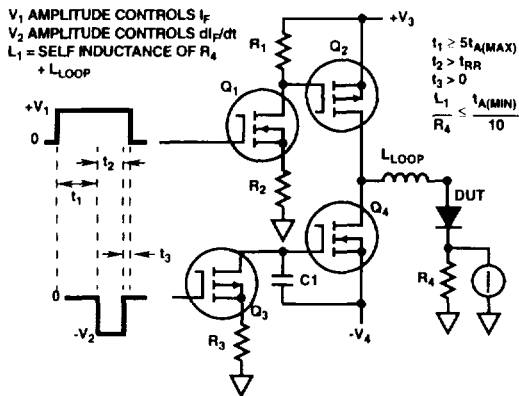 V1 AMPLITUDE CONTROLS IF
V2 AMPLITUDE CONTROLS dIF/dt
L1 = SELF INDUCTANCE OF R4
+ LLOOP
+V3
R1
Q2
t1 ≥ 5tA(MAX)
t2 > tRR
t3 > 0
L1/R4 ≤ tA(MIN)/10
Q1
+V1
0
t2
t1
R2
LLOOP
DUT
Q4
t3
0
C1
R4
-V2
Q3
R3
-V4